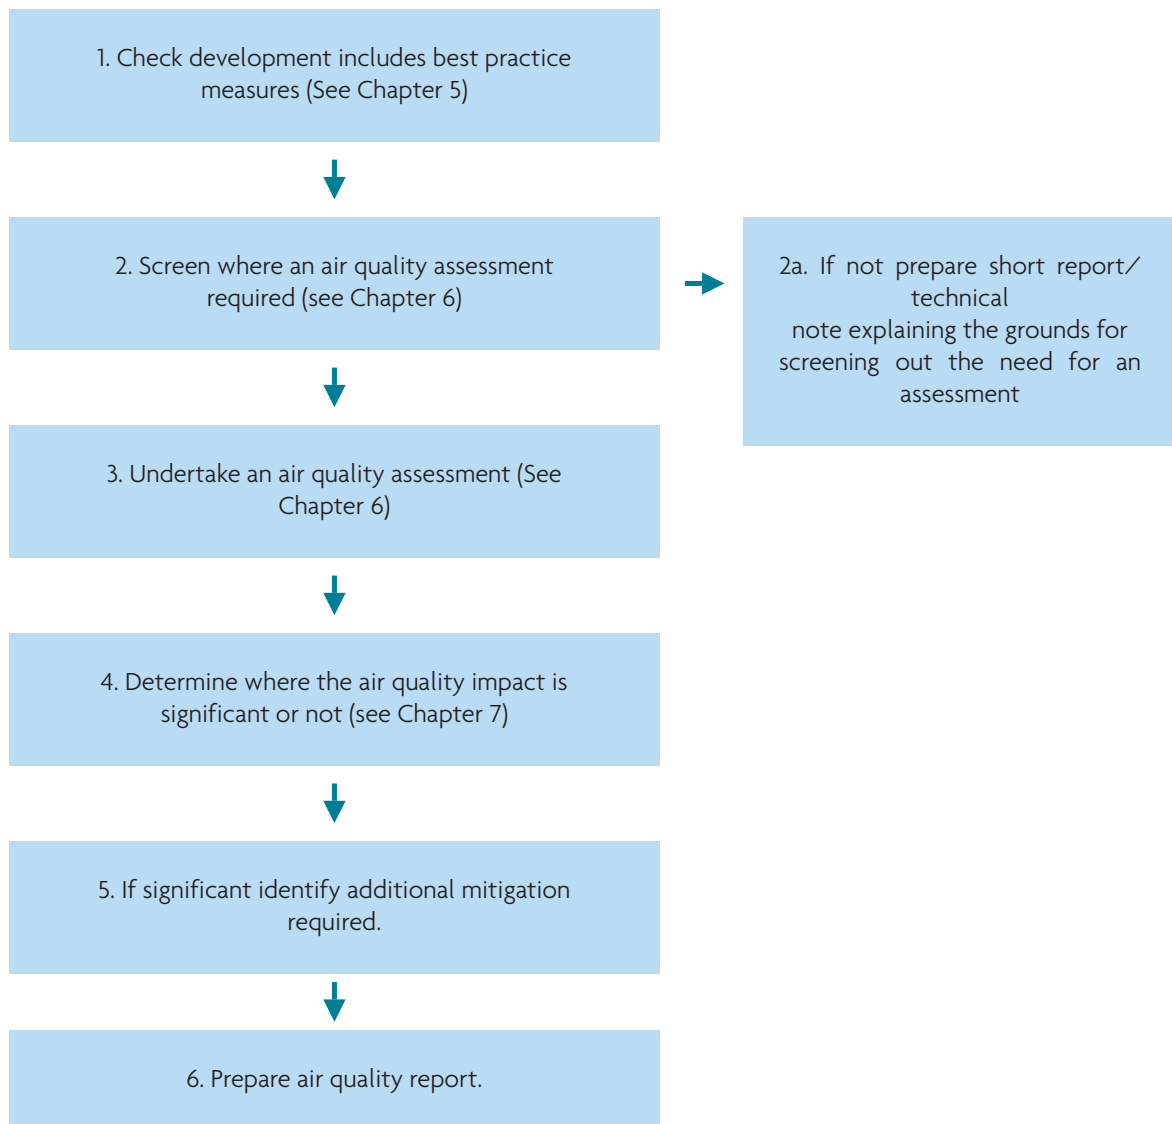 1. Check development includes best practice
measures (See Chapter 5)
2. Screen where an air quality assessment
required (see Chapter 6)
2a. If not prepare short report/
technical
note explaining the grounds for
screening out the need for an
assessment
3. Undertake an air quality assessment (See
Chapter 6)
4. Determine where the air quality impact is
significant or not (see Chapter 7)
5. If significant identify additional mitigation
required.
6. Prepare air quality report.